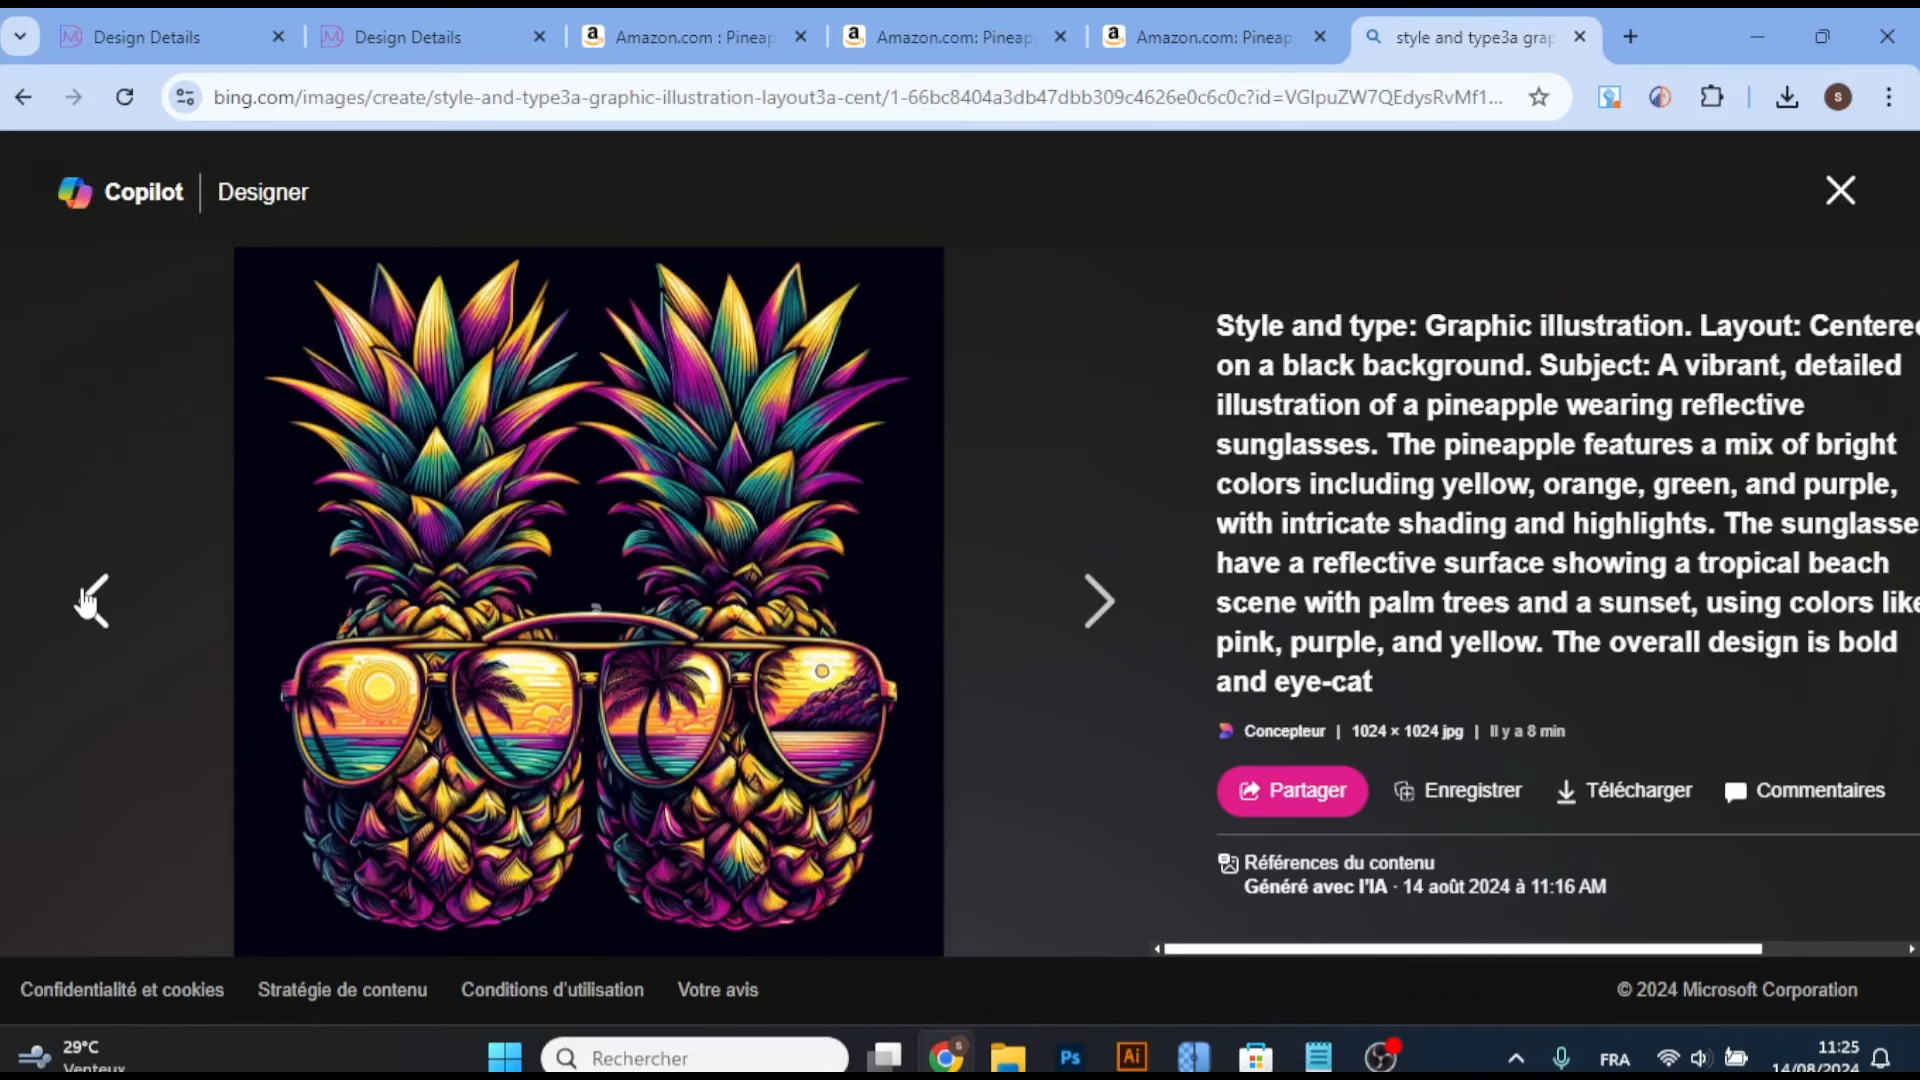 Design Details
Design Details
Amazon.com : Pineap
Amazon.com: Pineap
Amazon.com: Pineap
style and type3a grap
bing.com/images/create/style-and-type3a-graphic-illustration-layout3a-cent/1-66bc8404a3db47dbb309c4626e0c6c0c?id=VGlpuZW7QEdysRvMf1...
S
Copilot
Designer
Style and type: Graphic illustration. Layout: Centered
on a black background. Subject: A vibrant, detailed
illustration of a pineapple wearing reflective
sunglasses. The pineapple features a mix of bright
colors including yellow, orange, green, and purple,
with intricate shading and highlights. The sunglasse
have a reflective surface showing a tropical beach
scene with palm trees and a sunset, using colors like
pink, purple, and yellow. The overall design is bold
and eye-cat
Concepteur | 1024 × 1024 jpg | Il y a 8 min
Partager
Enregistrer
Télécharger
Commentaires
Références du contenu
Généré avec l'IA · 14 août 2024 à 11:16 AM
Confidentialité et cookies
Stratégie de contenu
Conditions d'utilisation
Votre avis
© 2024 Microsoft Corporation
29°C
Venteux
Rechercher
S
Ps
Ai
FRA
11:25
14/08/2024